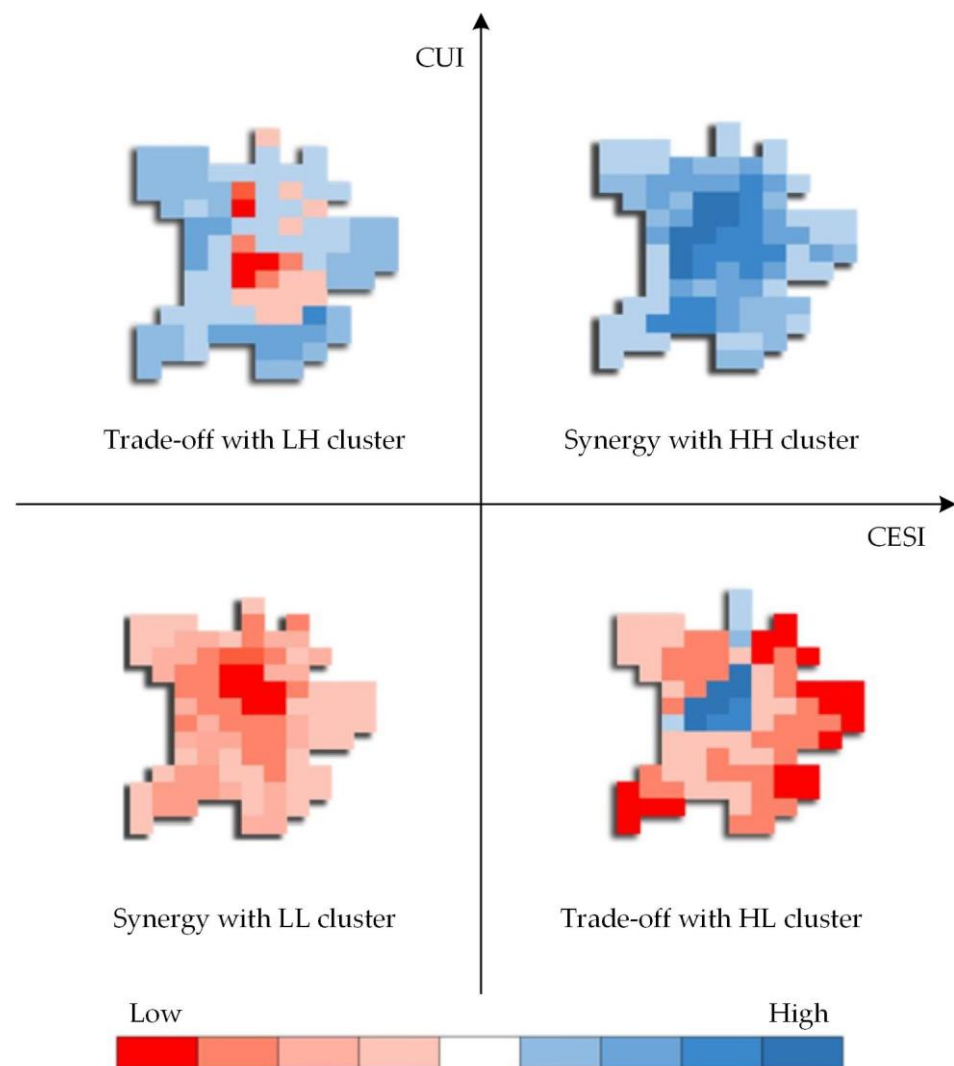 CUI
Trade-off with LH cluster
Synergy with HH cluster
CESI
Synergy with LL cluster
Trade-off with HL cluster
Low
High